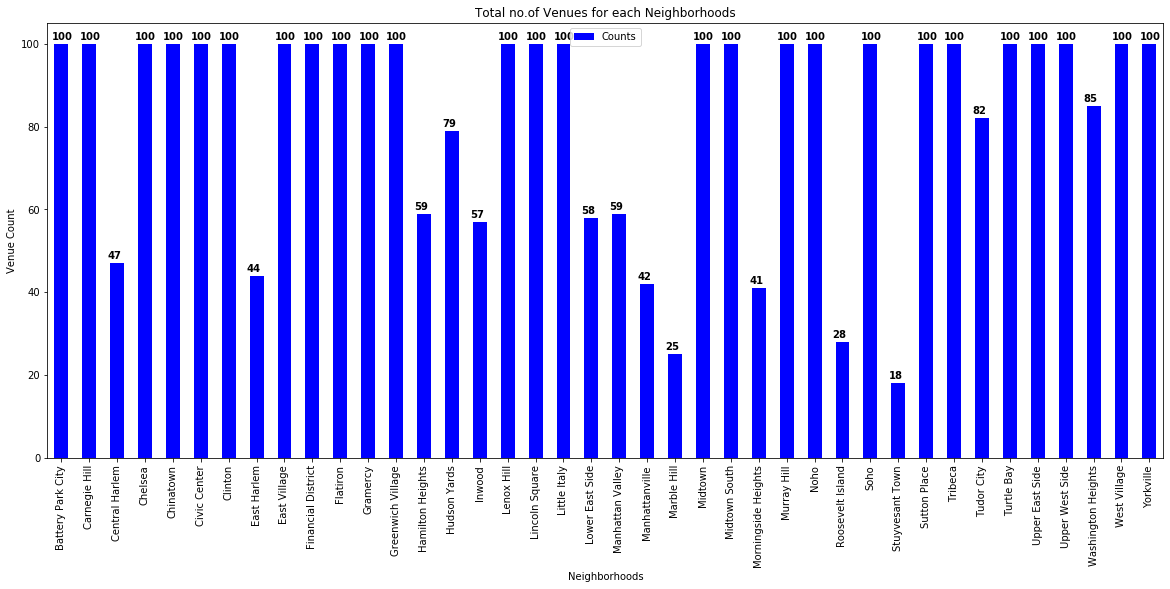 Total no.of Venues for each Neighborhoods
Counts
100 100 47 100 100 100 100 44 100 100 100 100 100 59 79 57 100 100 100 58 59 42 25 100 100 41 100 100 28 100 18 100 100 82 100 100 100 85 100 100
Venue Count
100
80
60
40
20
0
Battery Park City
Carnegie Hill
Central Harlem
Chelsea
Chinatown
Civic Center
Clinton
East Harlem
East Village
Financial District
Flatiron
Gramercy
Greenwich Village
Hamilton Heights
Hudson Yards
Inwood
Lenox Hill
Lincoln Square
Little Italy
Lower East Side
Manhattan Valley
Manhattanville
Marble Hill
Midtown
Midtown South
Morningside Heights
Murray Hill
Noho
Roosevelt Island
Soho
Stuyvesant Town
Sutton Place
Tribeca
Tudor City
Turtle Bay
Upper East Side
Upper West Side
Washington Heights
West Village
Yorkville
Neighborhoods